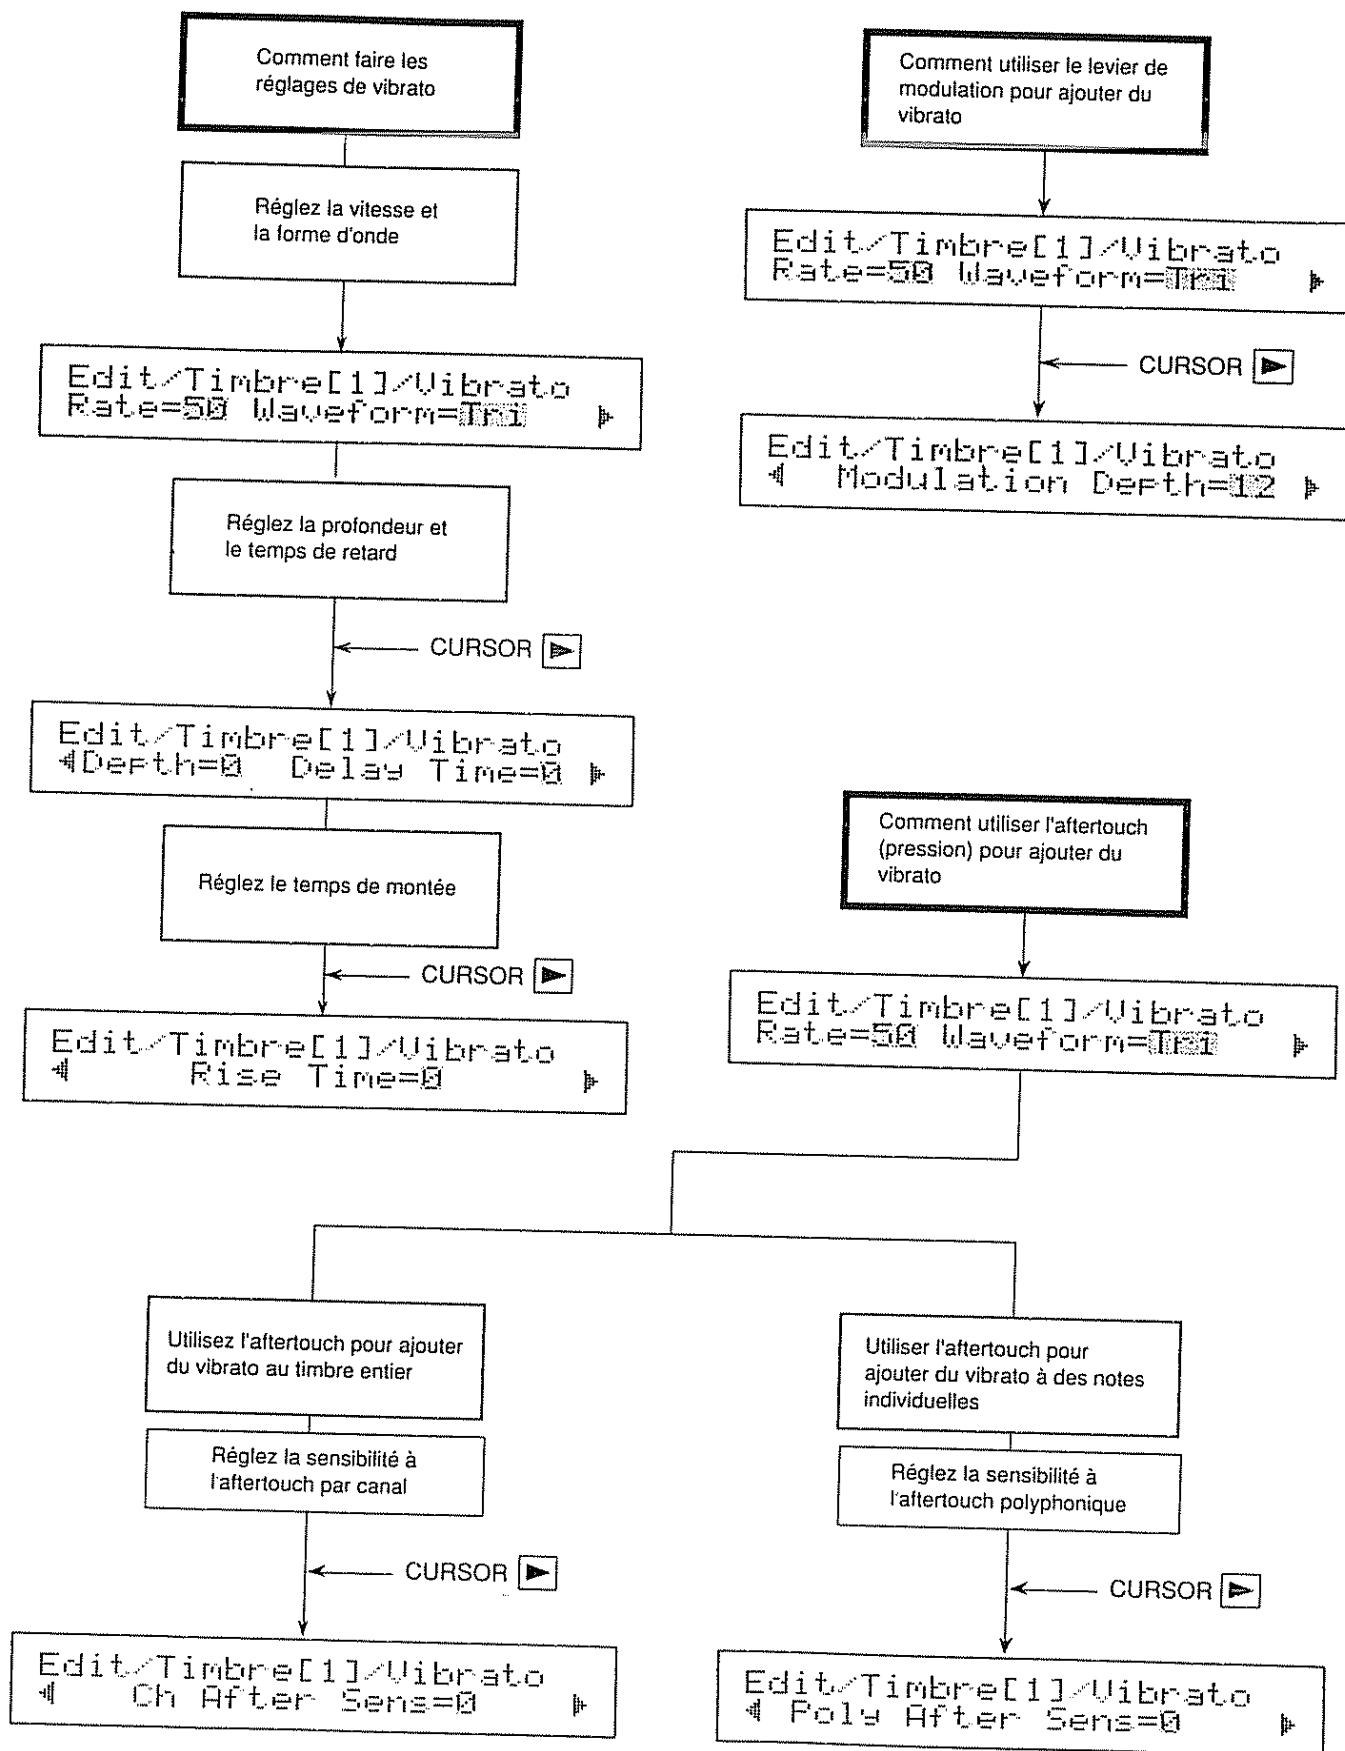 Comment faire les
réglages de vibrato
Réglez la vitesse et
la forme d'onde
Edit/Timbre[1]/Vibrato
Rate=50 Waveform=Tri
Réglez la profondeur et
le temps de retard
CURSOR
Edit/Timbre[1]/Vibrato
Depth=0 Delay Time=0
Réglez le temps de montée
CURSOR
Edit/Timbre[1]/Vibrato
Rise Time=0
Comment utiliser le levier de
modulation pour ajouter du
vibrato
Edit/Timbre[1]/Vibrato
Rate=50 Waveform=Tri
CURSOR
Edit/Timbre[1]/Vibrato
Modulation Depth=12
Comment utiliser l'aftertouch
(pression) pour ajouter du
vibrato
Edit/Timbre[1]/Vibrato
Rate=50 Waveform=Tri
Utilisez l'aftertouch pour ajouter
du vibrato au timbre entier
Réglez la sensibilité à
l'aftertouch par canal
CURSOR
Edit/Timbre[1]/Vibrato
Ch After Sens=0
Utiliser l'aftertouch pour
ajouter du vibrato à des notes
individuelles
Réglez la sensibilité à
l'aftertouch polyphonique
CURSOR
Edit/Timbre[1]/Vibrato
Poly After Sens=0